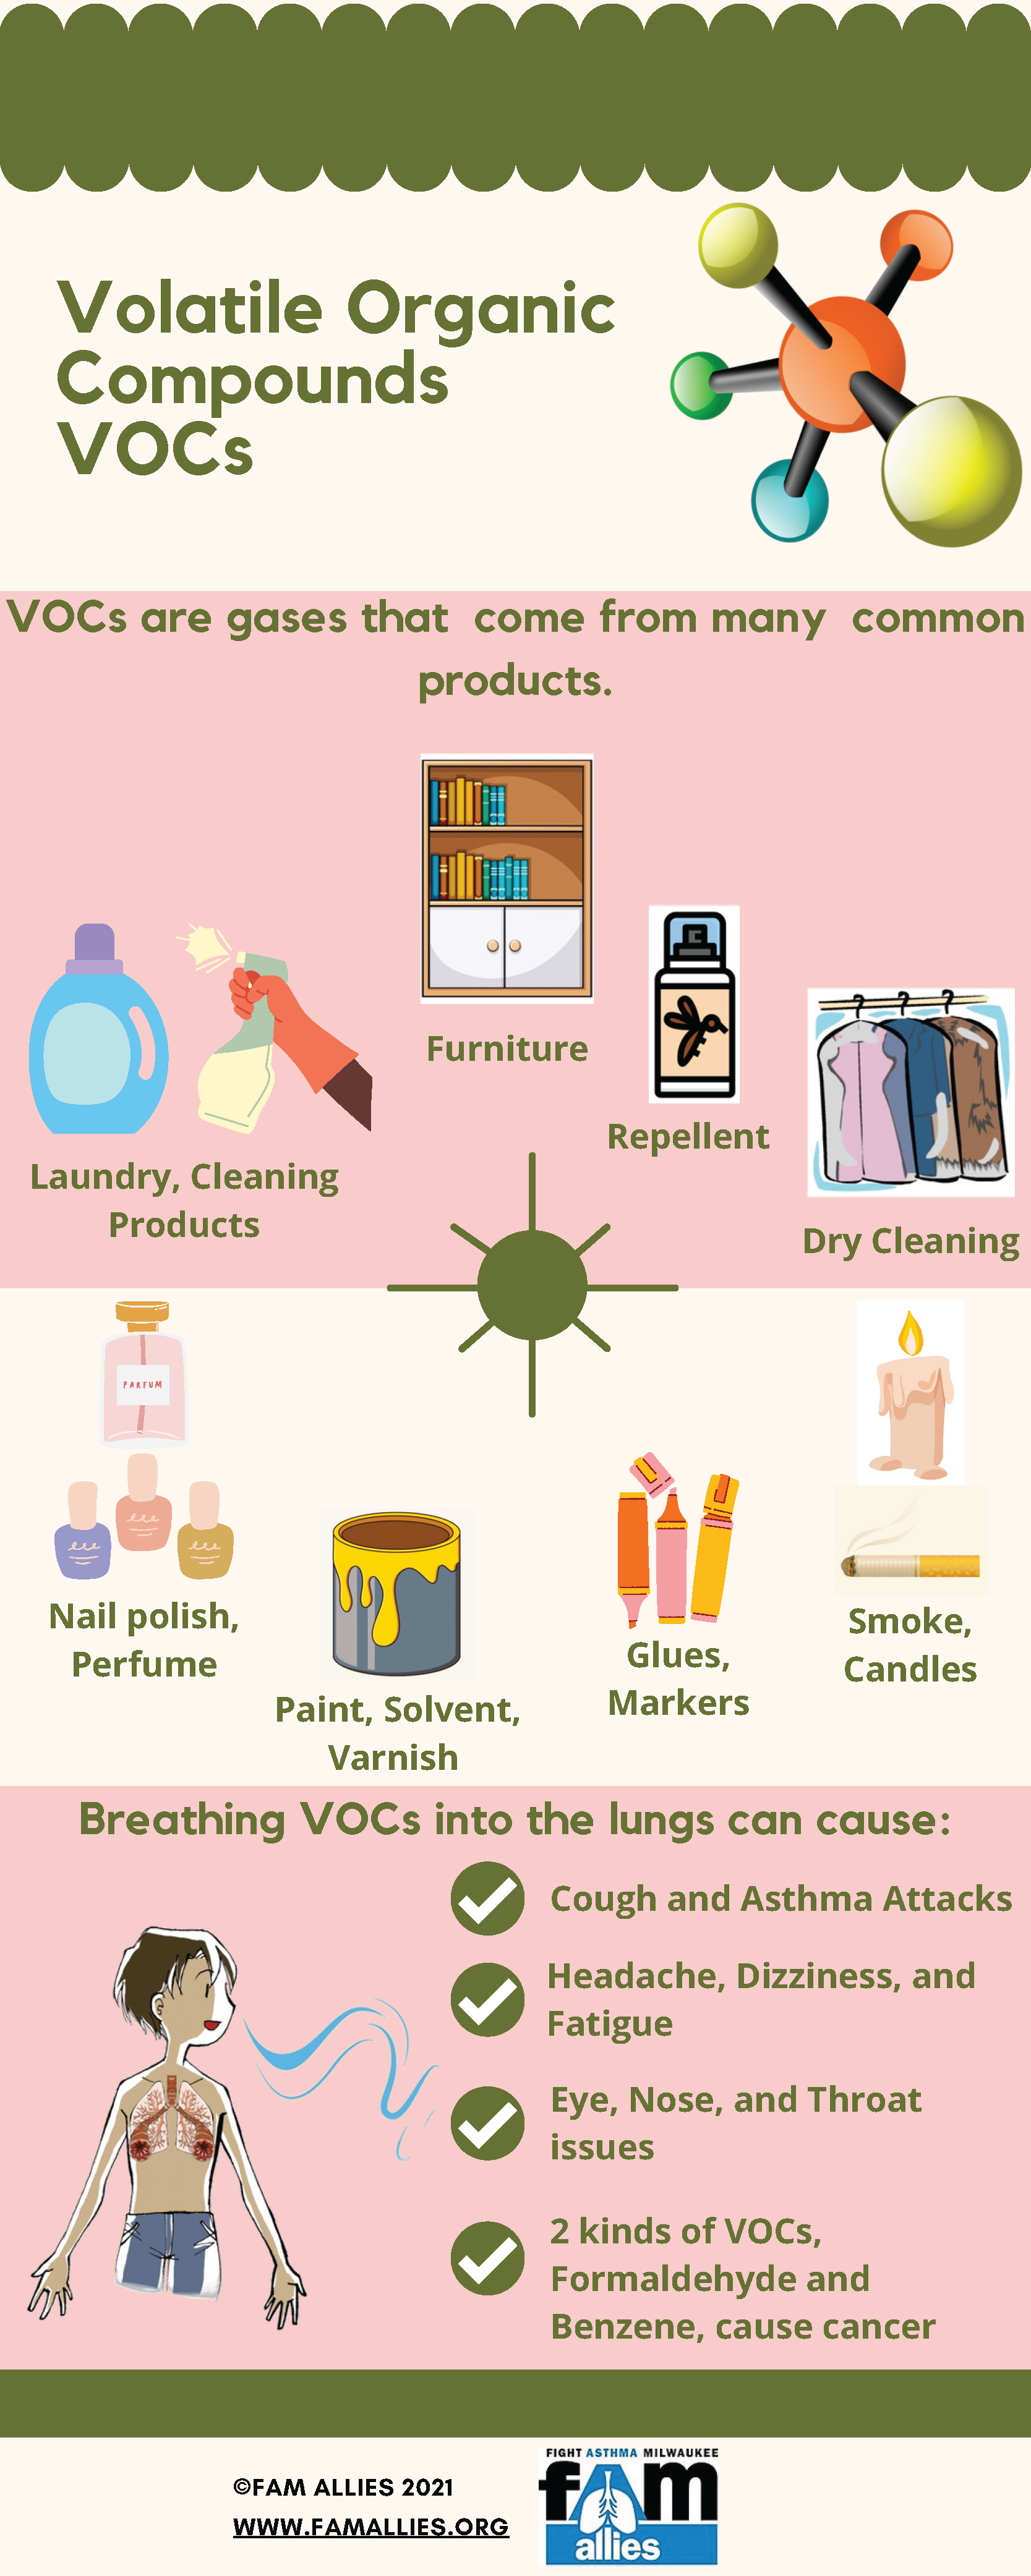 Volatile Organic
Compounds
VOCs
VOCs are gases that come from many common
products.
Furniture
Repellent
Laundry, Cleaning
Products
Dry Cleaning
PARFUM
Nail polish,
Perfume
Paint, Solvent,
Varnish
Glues,
Markers
Smoke,
Candles
Breathing VOCs into the lungs can cause:
Cough and Asthma Attacks
Headache, Dizziness, and
Fatigue
Eye, Nose, and Throat
issues
2 kinds of VOCs,
Formaldehyde and
Benzene, cause cancer
©FAM ALLIES 2021
WWW.FAMALLIES.ORG
FIGHT ASTHMA MILWAUKEE
fAm
allies